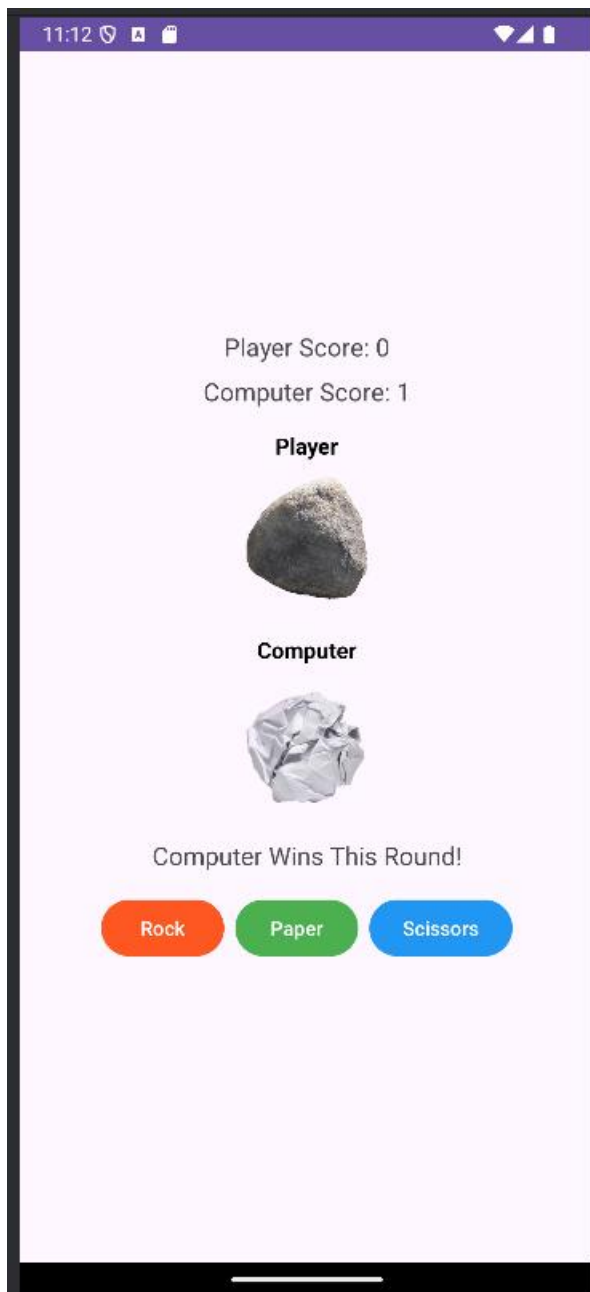 11:12
Player Score: 0
Computer Score: 1
Player
Computer
Computer Wins This Round!
Rock Paper Scissors